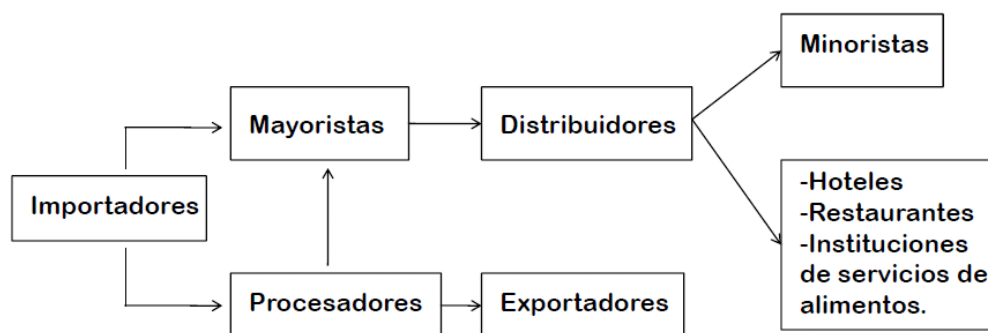 Minoristas
Mayoristas
Distribuidores
Importadores
-Hoteles
-Restaurantes
-Instituciones
de servicios de
alimentos.
Procesadores
Exportadores